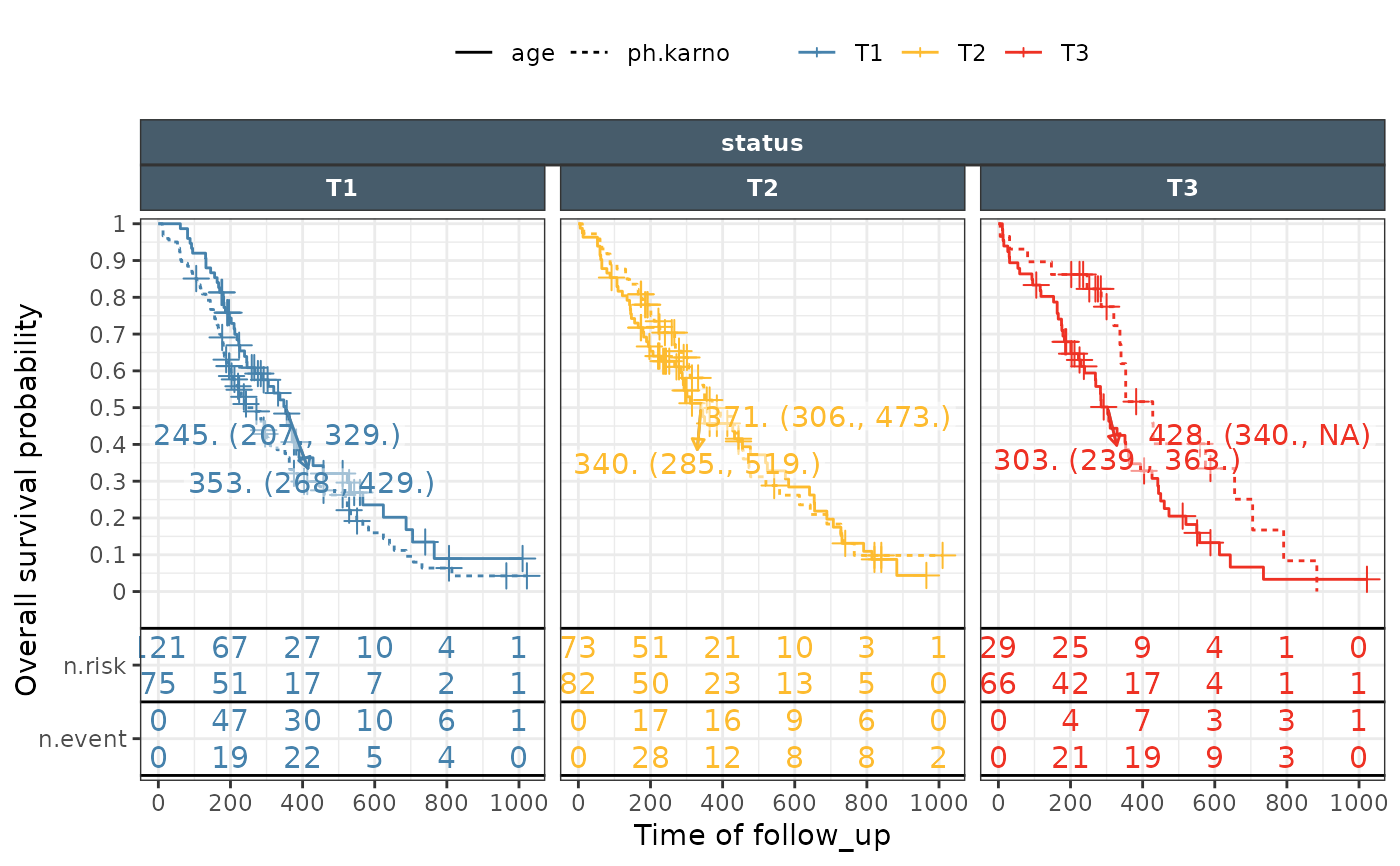 age ph.karno T1 T2 T3
status
T1 T2 T3
Overall survival probability
1
0.9
0.8
0.7
0.6
0.5
0.4
0.3
0.2
0.1
0
245. (207., 329.)
353. (268., 429.)
371. (306., 473.)
340. (285., 519.)
428. (340., NA)
303. (239., 363.)
n.risk
121 67 27 10 4 1 73 51 21 10 3 1 29 25 9 4 1 0
75 51 17 7 2 1 82 50 23 13 5 0 66 42 17 4 1 1
n.event
0 47 30 10 6 1 0 17 16 9 6 0 0 4 7 3 3 1
0 19 22 5 4 0 0 28 12 8 8 2 0 21 19 9 3 0
0 200 400 600 800 1000 0 200 400 600 800 1000 0 200 400 600 800 1000
Time of follow_up